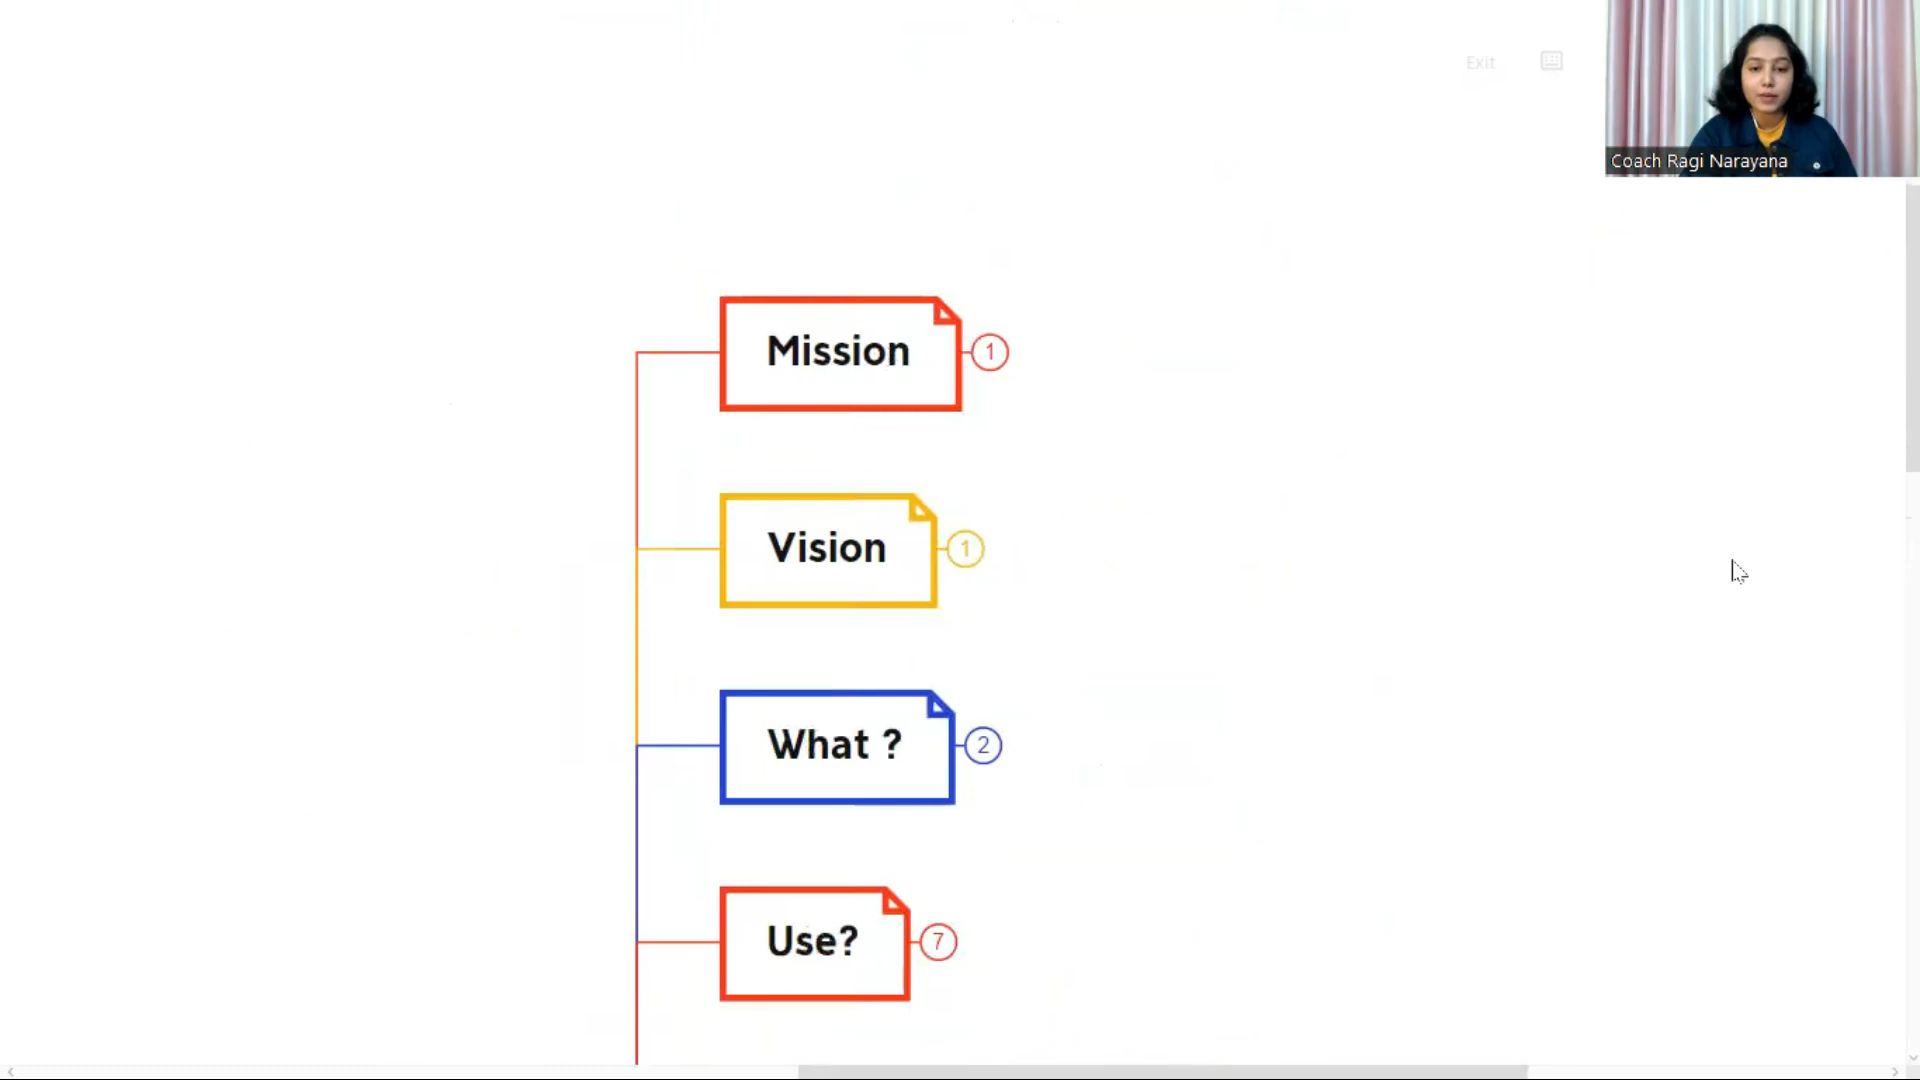 Exit
Coach Ragi Narayana
Mission
1
Vision
1
What ?
2
Use?
7